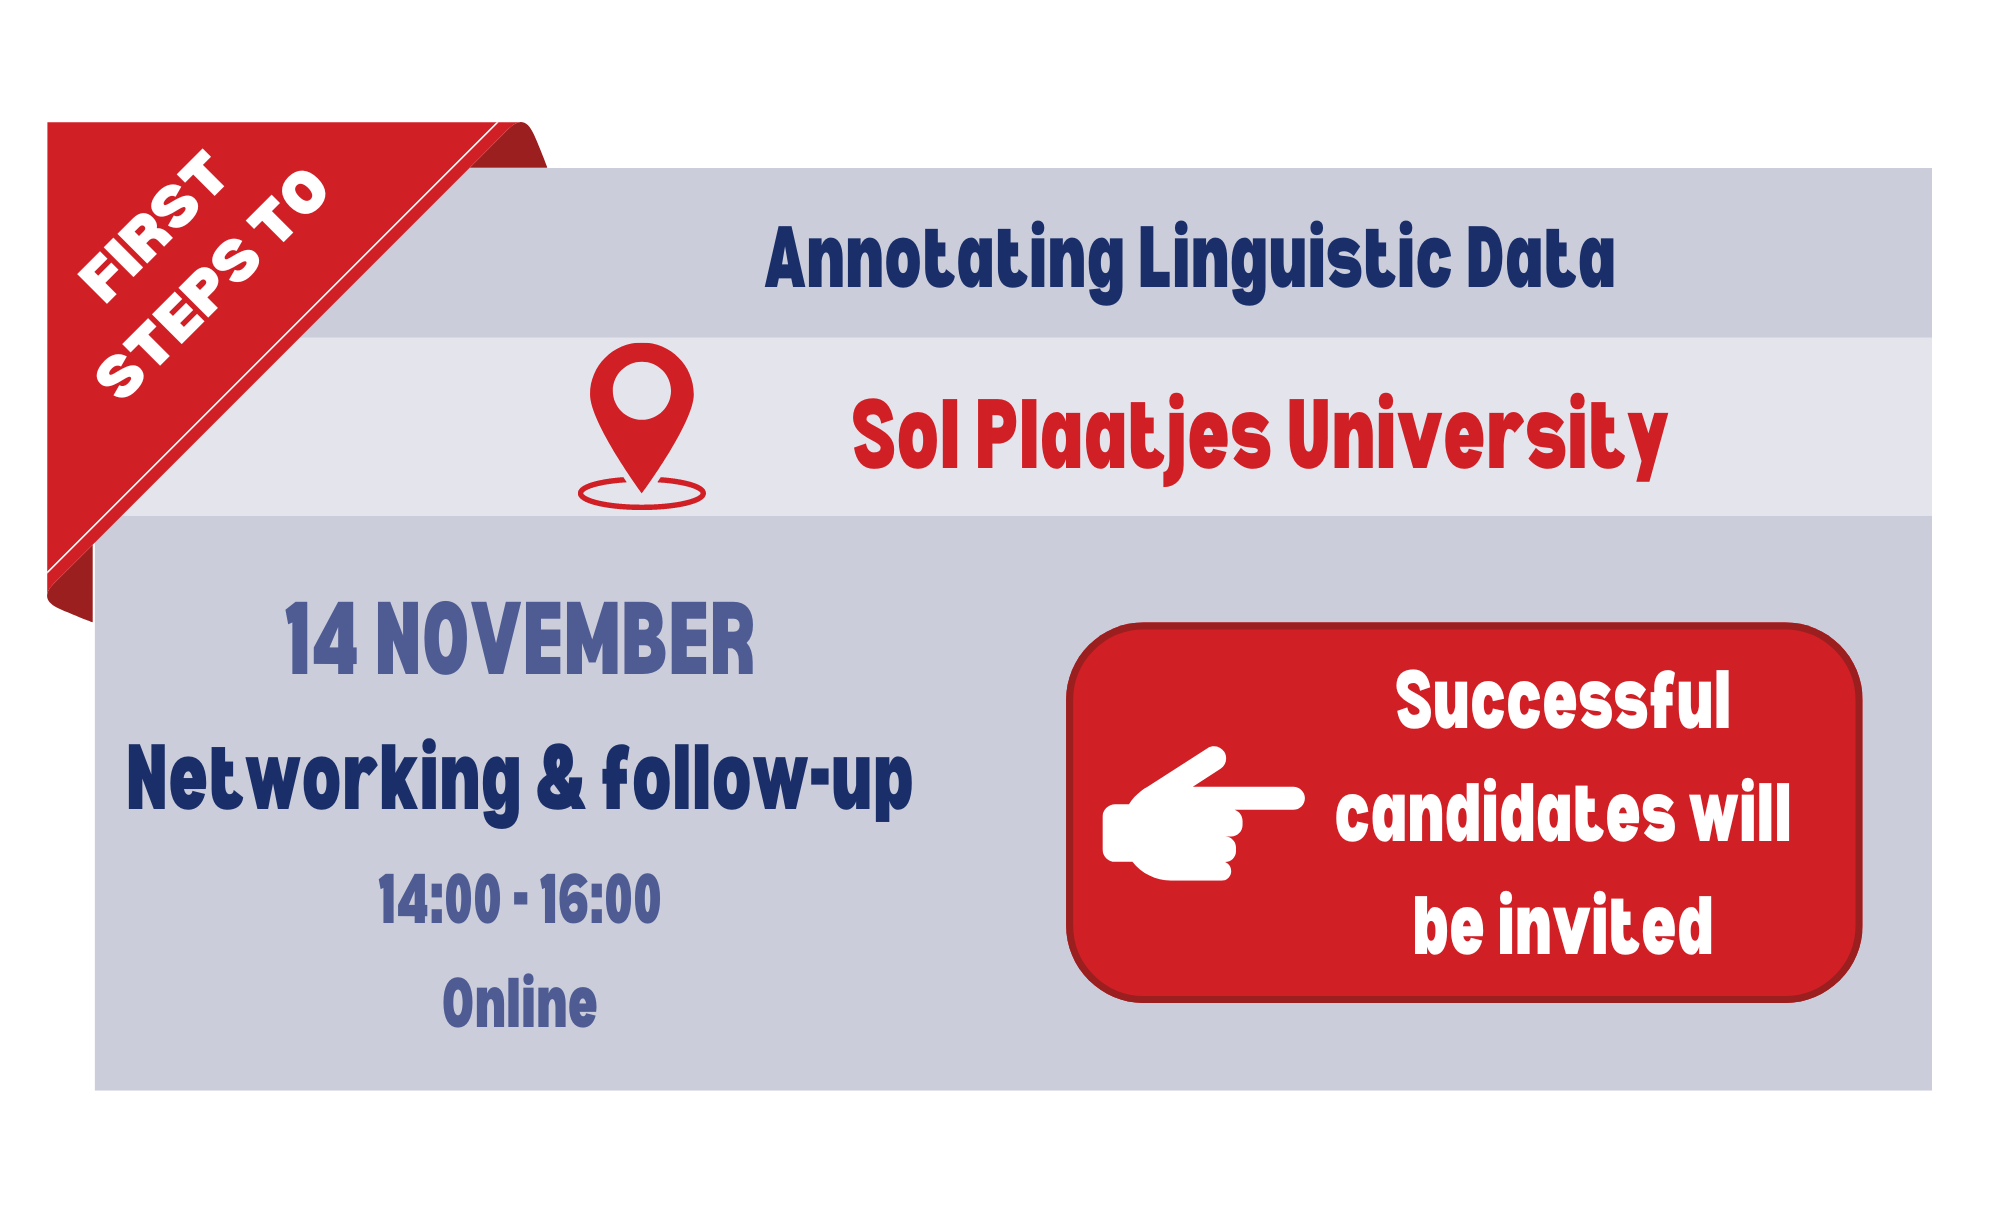 FIRST
STEPS TO
Annotating Linguistic Data
Sol Plaatjes University
14 NOVEMBER
Networking & follow-up
14:00 - 16:00
Online
Successful
candidates will
be invited